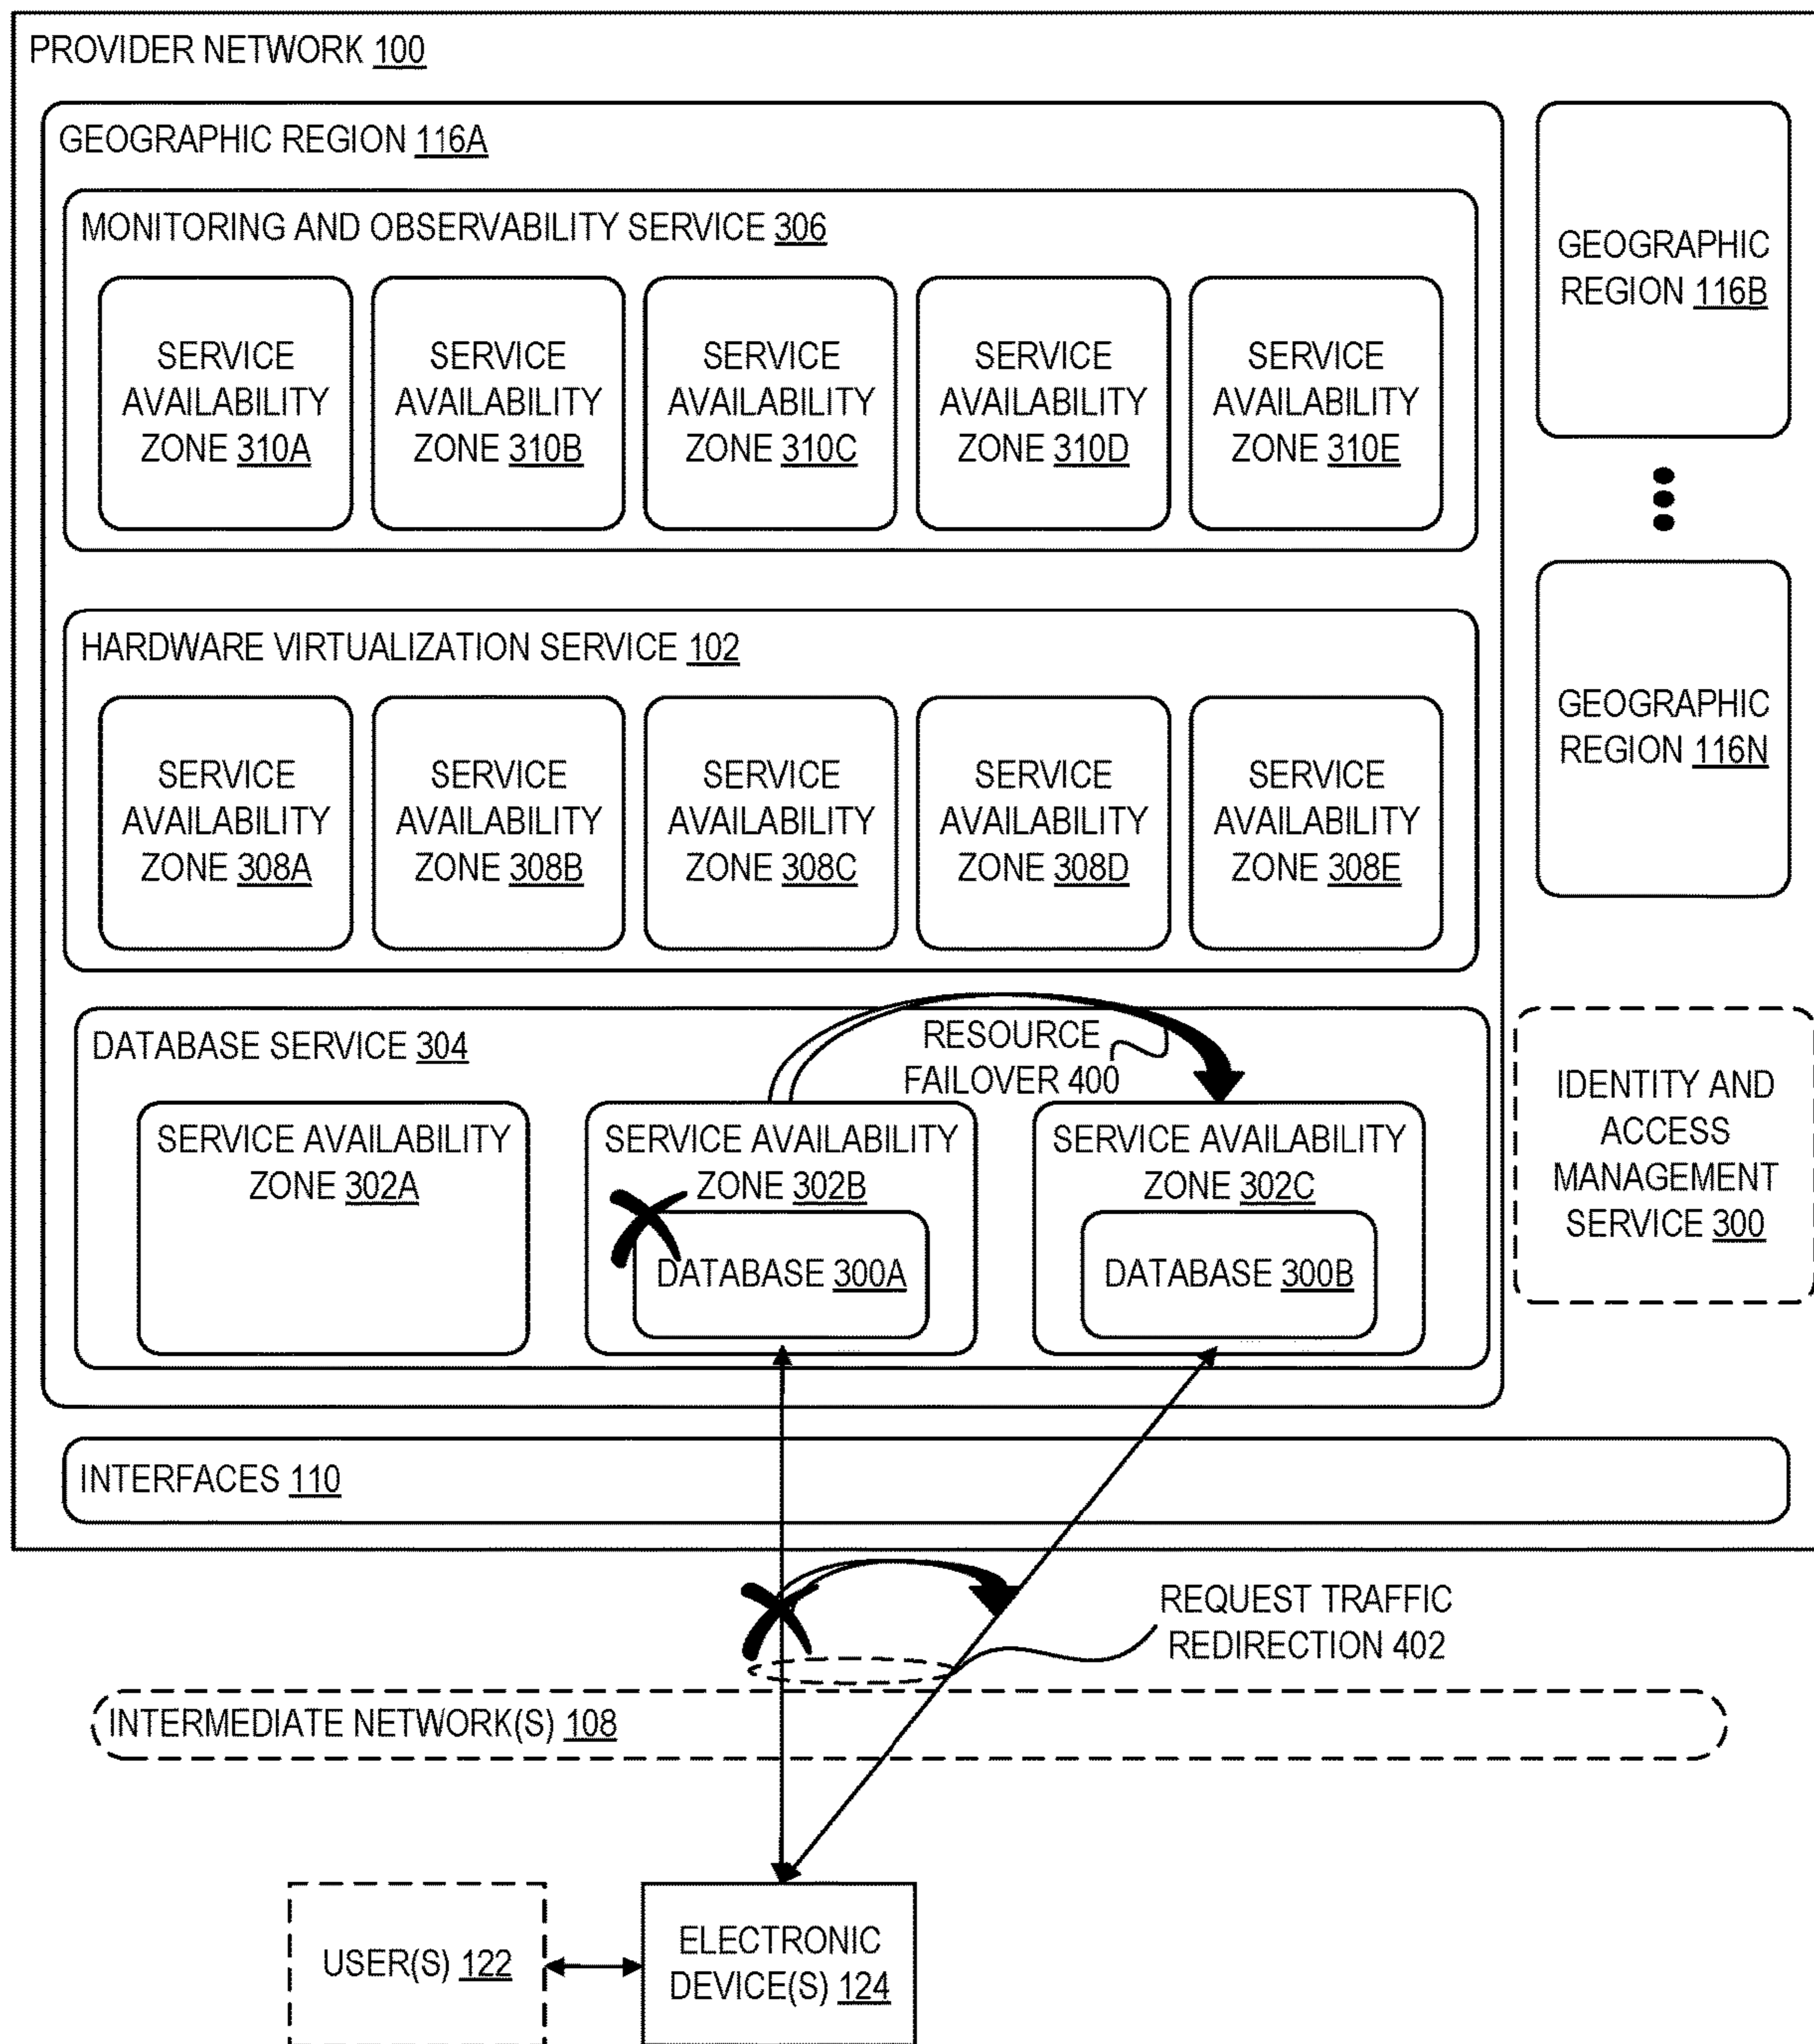 PROVIDER NETWORK 100
GEOGRAPHIC REGION 116A
MONITORING AND OBSERVABILITY SERVICE 306
SERVICE
AVAILABILITY
ZONE 310A
SERVICE
AVAILABILITY
ZONE 310B
SERVICE
AVAILABILITY
ZONE 310C
SERVICE
AVAILABILITY
ZONE 310D
SERVICE
AVAILABILITY
ZONE 310E
GEOGRAPHIC
REGION 116B
GEOGRAPHIC
REGION 116N
HARDWARE VIRTUALIZATION SERVICE 102
SERVICE
AVAILABILITY
ZONE 308A
SERVICE
AVAILABILITY
ZONE 308B
SERVICE
AVAILABILITY
ZONE 308C
SERVICE
AVAILABILITY
ZONE 308D
SERVICE
AVAILABILITY
ZONE 308E
DATABASE SERVICE 304
RESOURCE
FAILOVER 400
SERVICE AVAILABILITY
ZONE 302A
SERVICE AVAILABILITY
ZONE 302B
DATABASE 300A
SERVICE AVAILABILITY
ZONE 302C
DATABASE 300B
IDENTITY AND
ACCESS
MANAGEMENT
SERVICE 300
INTERFACES 110
REQUEST TRAFFIC
REDIRECTION 402
INTERMEDIATE NETWORK(S) 108
USER(S) 122
ELECTRONIC
DEVICE(S) 124